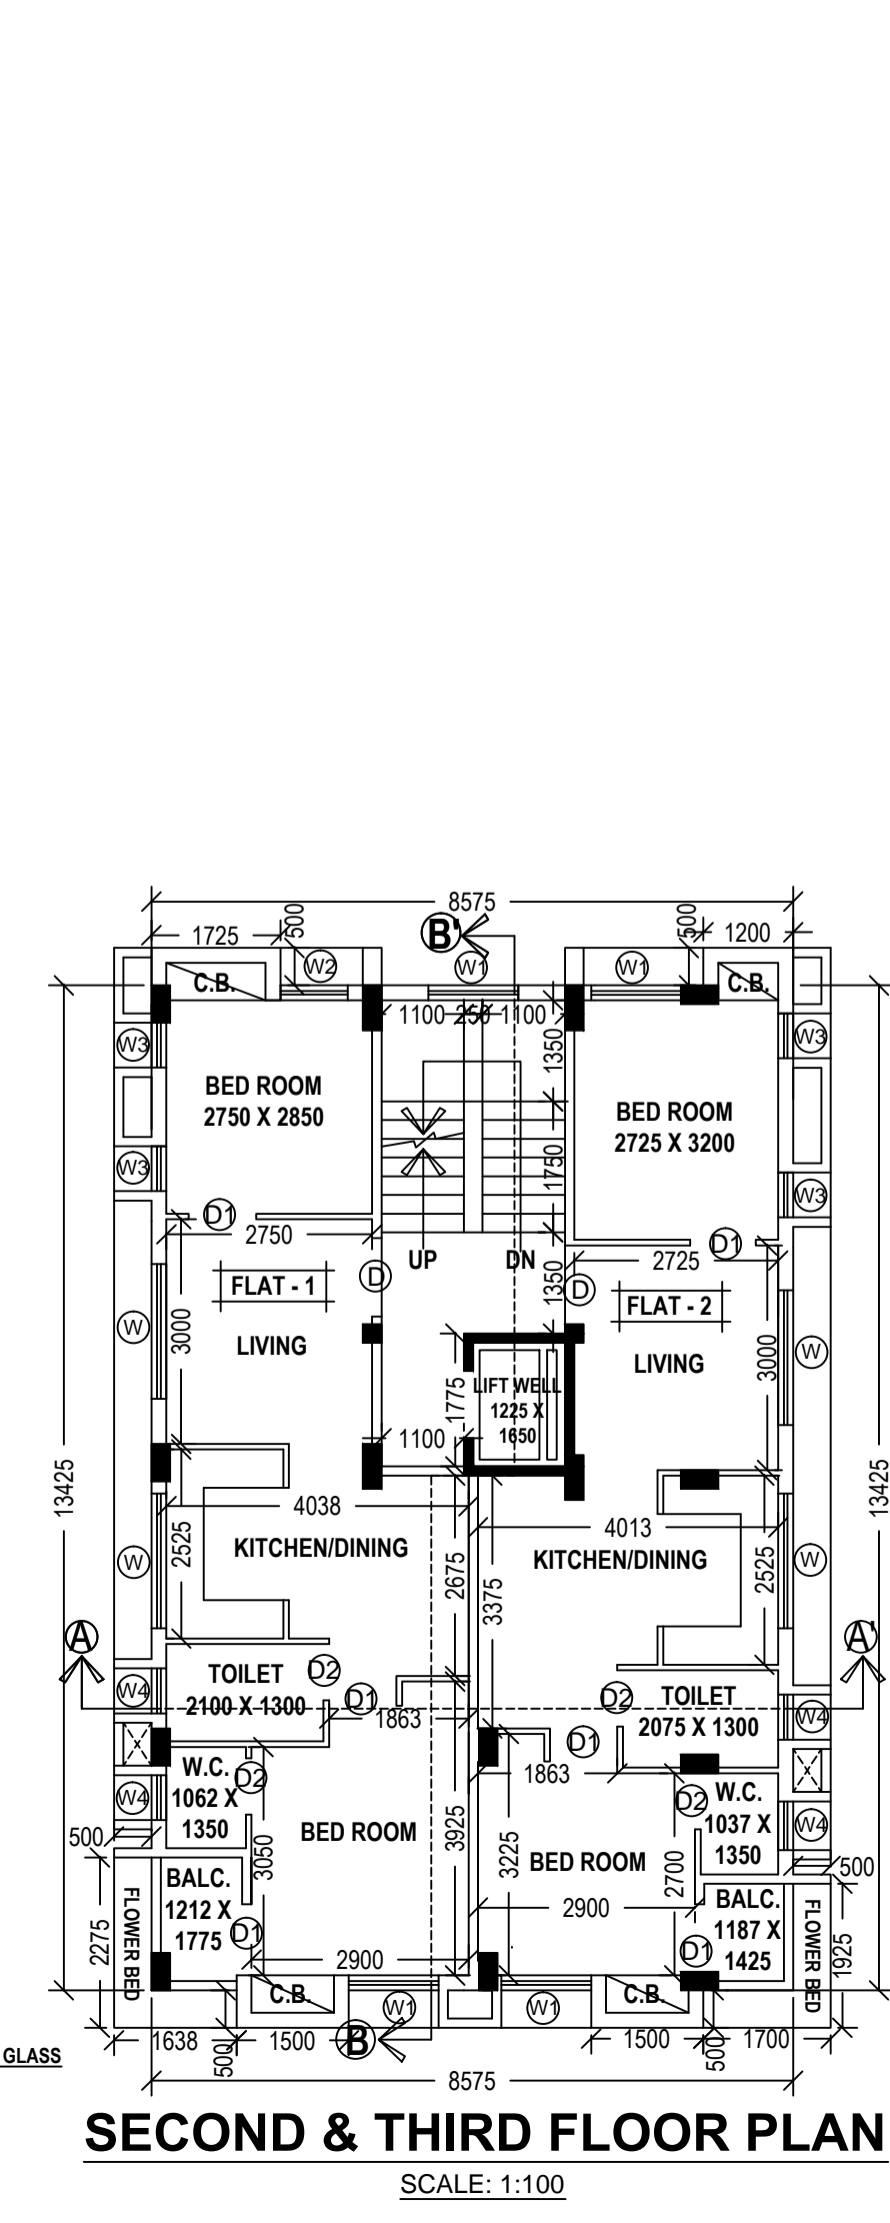 8575
1725
500
B'
500
1200
C.B.
W2
W1
W1
C.B.
1100
250
1100
W3
1350
W3
BED ROOM
2750 X 2850
BED ROOM
2725 X 3200
W3
1750
W3
D1
2750
D1
2725
UP
DN
D
1350
D
FLAT - 1
FLAT - 2
W
3000
LIVING
LIVING
3000
W
1775
LIFT WELL
1225 X
1650
1100
13425
13425
4038
4013
W
2525
KITCHEN/DINING
2675
3375
KITCHEN/DINING
2525
W
A
A'
TOILET
2100 X 1300
D2
D1
1863
W4
D2
TOILET
2075 X 1300
W4
D1
1863
W.C.
1062 X
1350
D2
W4
D2
W.C.
1037 X
1350
W4
500
3050
BED ROOM
3925
3225
BED ROOM
2700
500
BALC.
1212 X
1775
D1
2900
BALC.
1187 X
1425
D1
2275
FLOWER BED
2900
FLOWER BED
1925
C.B.
W1
W1
C.B.
1638
500
1500
B
1500
500
1700
GLASS
8575
SECOND & THIRD FLOOR PLAN
SCALE: 1:100